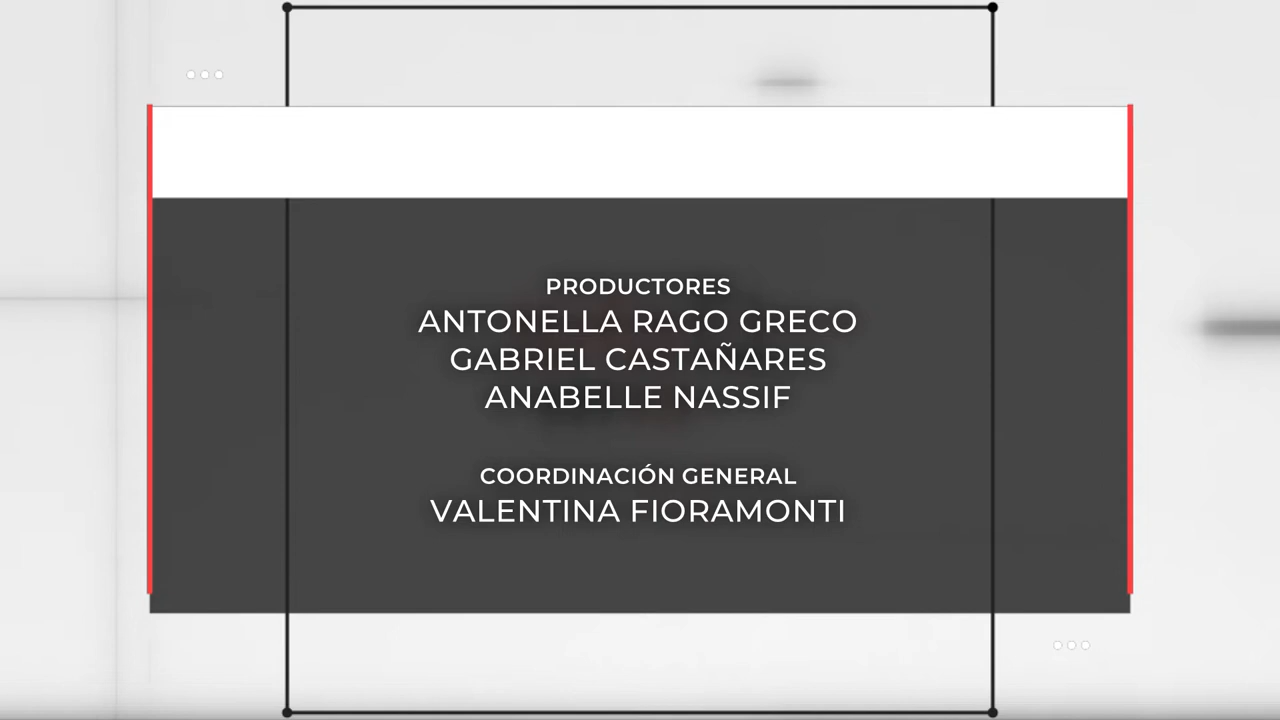 PRODUCTORES
ANTONELLA RAGO GRECO
GABRIEL CASTAÑARES
ANABELLE NASSIF
COORDINACIÓN GENERAL
VALENTINA FIORAMONTI